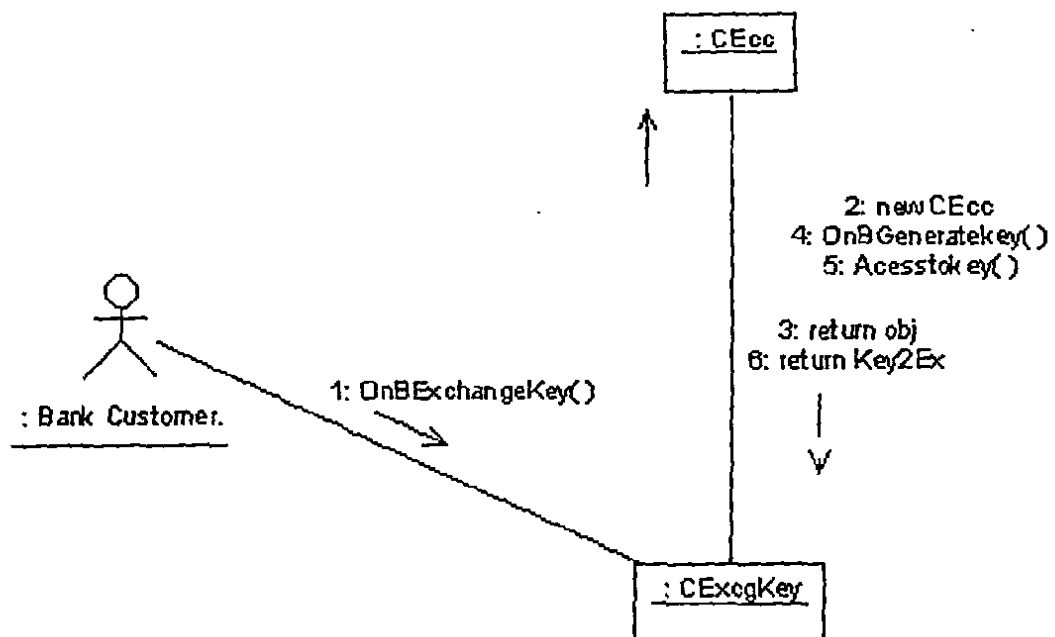 : CEcc
2: new CEcc
4: OnBGeneratekey()
5: Acesstokey()
3: return obj
6: return Key2Ex
1: OnBExchangeKey()
: Bank Customer.
: CExcgKey